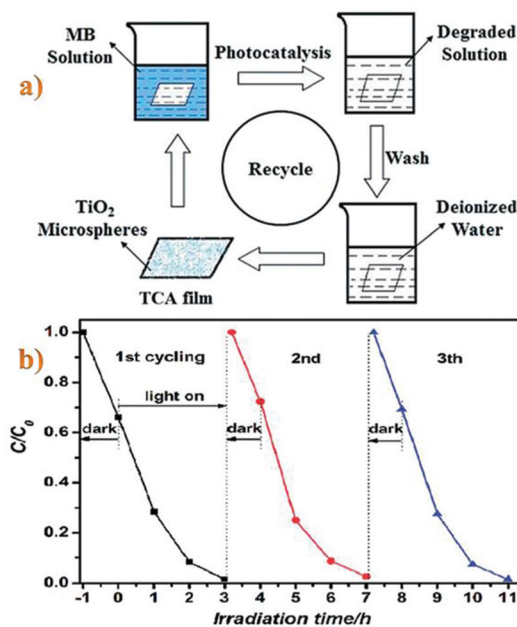 a)
MB
Solution
Photocatalysis
Degraded
Solution
Recycle
Wash
TiO₂
Microspheres
TCA film
Deionized
Water
b)
1st cycling
2nd
3th
light on
dark
dark
dark
C/C₀
1.0
0.8
0.6
0.4
0.2
0.0
-1 0 1 2 3 4 5 6 7 8 9 10 11
Irradiation time/h